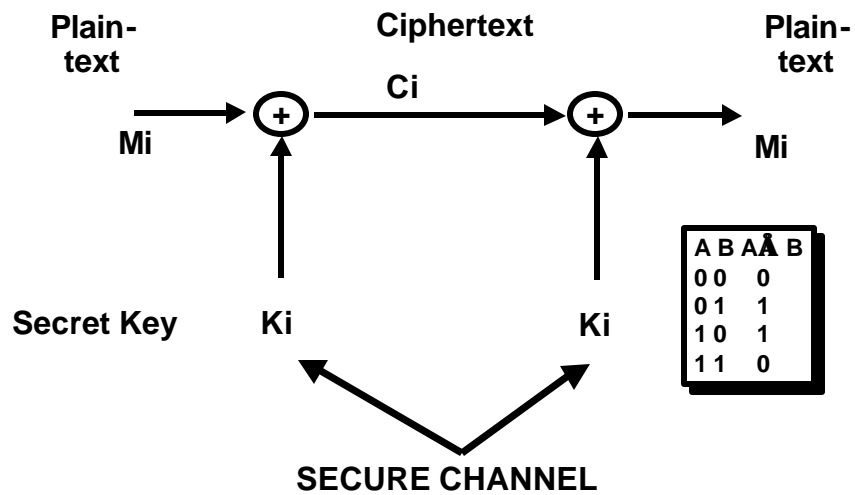 Plain-
text
Ciphertext
Plain-
text
Ci
+
+
Mi
Mi
A B AÅ B
0 0 0
0 1 1
1 0 1
1 1 0
Secret Key
Ki
Ki
SECURE CHANNEL